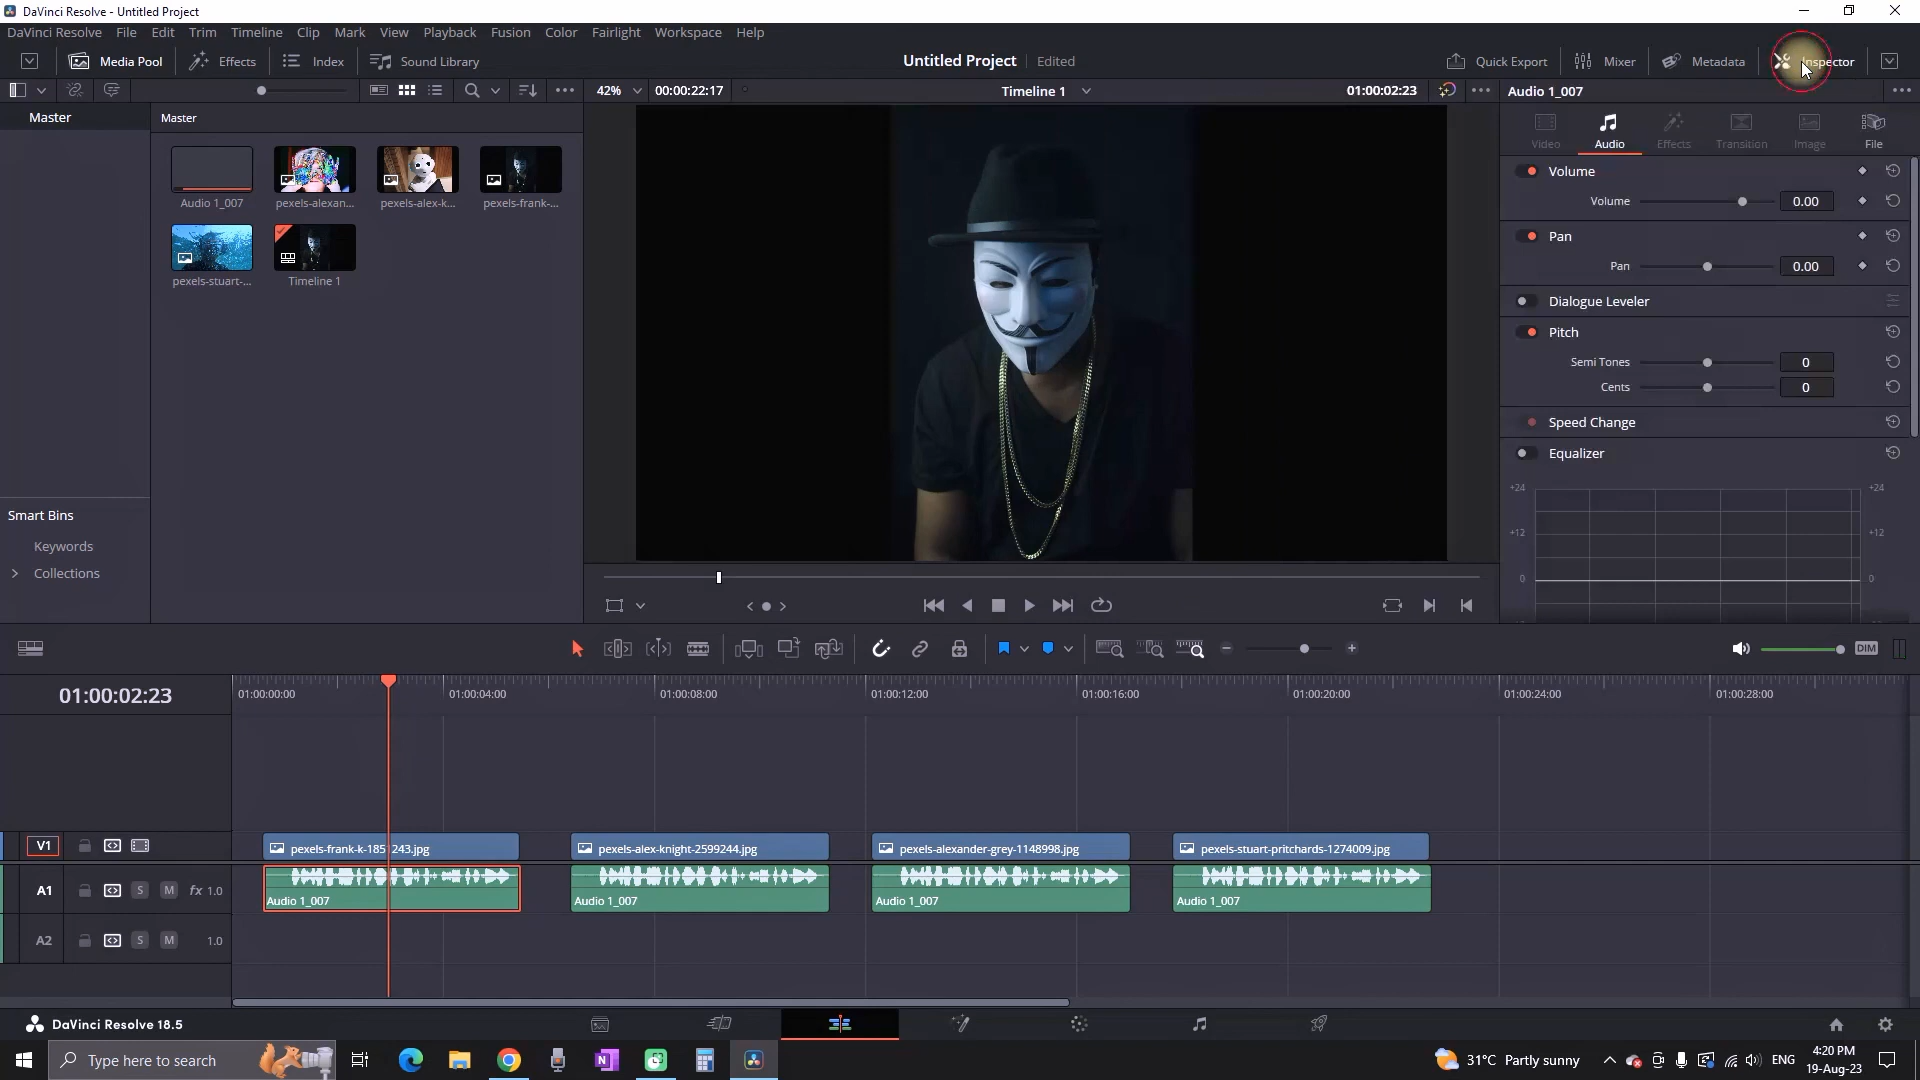 DaVinci Resolve - Untitled Project
DaVinci Resolve File Edit Trim Timeline Clip Mark View Playback Fusion Color Fairlight Workspace Help
Media Pool Effects Index Sound Library Untitled Project Edited Quick Export Mixer Metadata Inspector
42% 00:00:22:17 Timeline 1 01:00:02:23 Audio 1_007
Master Master
Video Audio Effects Transition Image File
Volume
Volume 0.00
Pan
Pan 0.00
Dialogue Leveler
Pitch
Semi Tones 0
Cents 0
Speed Change
Equalizer
+24 +24
+12 +12
0 0
Audio 1_007 pexels-alexan... pexels-alex-k... pexels-frank-...
pexels-stuart-... Timeline 1
Smart Bins
Keywords
Collections
DIM
01:00:02:23 01:00:00:00 01:00:04:00 01:00:08:00 01:00:12:00 01:00:16:00 01:00:20:00 01:00:24:00 01:00:28:00
V1 pexels-frank-k-1851243.jpg pexels-alex-knight-2599244.jpg pexels-alexander-grey-1148998.jpg pexels-stuart-pritchards-1274009.jpg
A1 S M fx 1.0
Audio 1_007 Audio 1_007 Audio 1_007 Audio 1_007
A2 S M 1.0
DaVinci Resolve 18.5
Type here to search 31°C Partly sunny ENG 4:20 PM
19-Aug-23